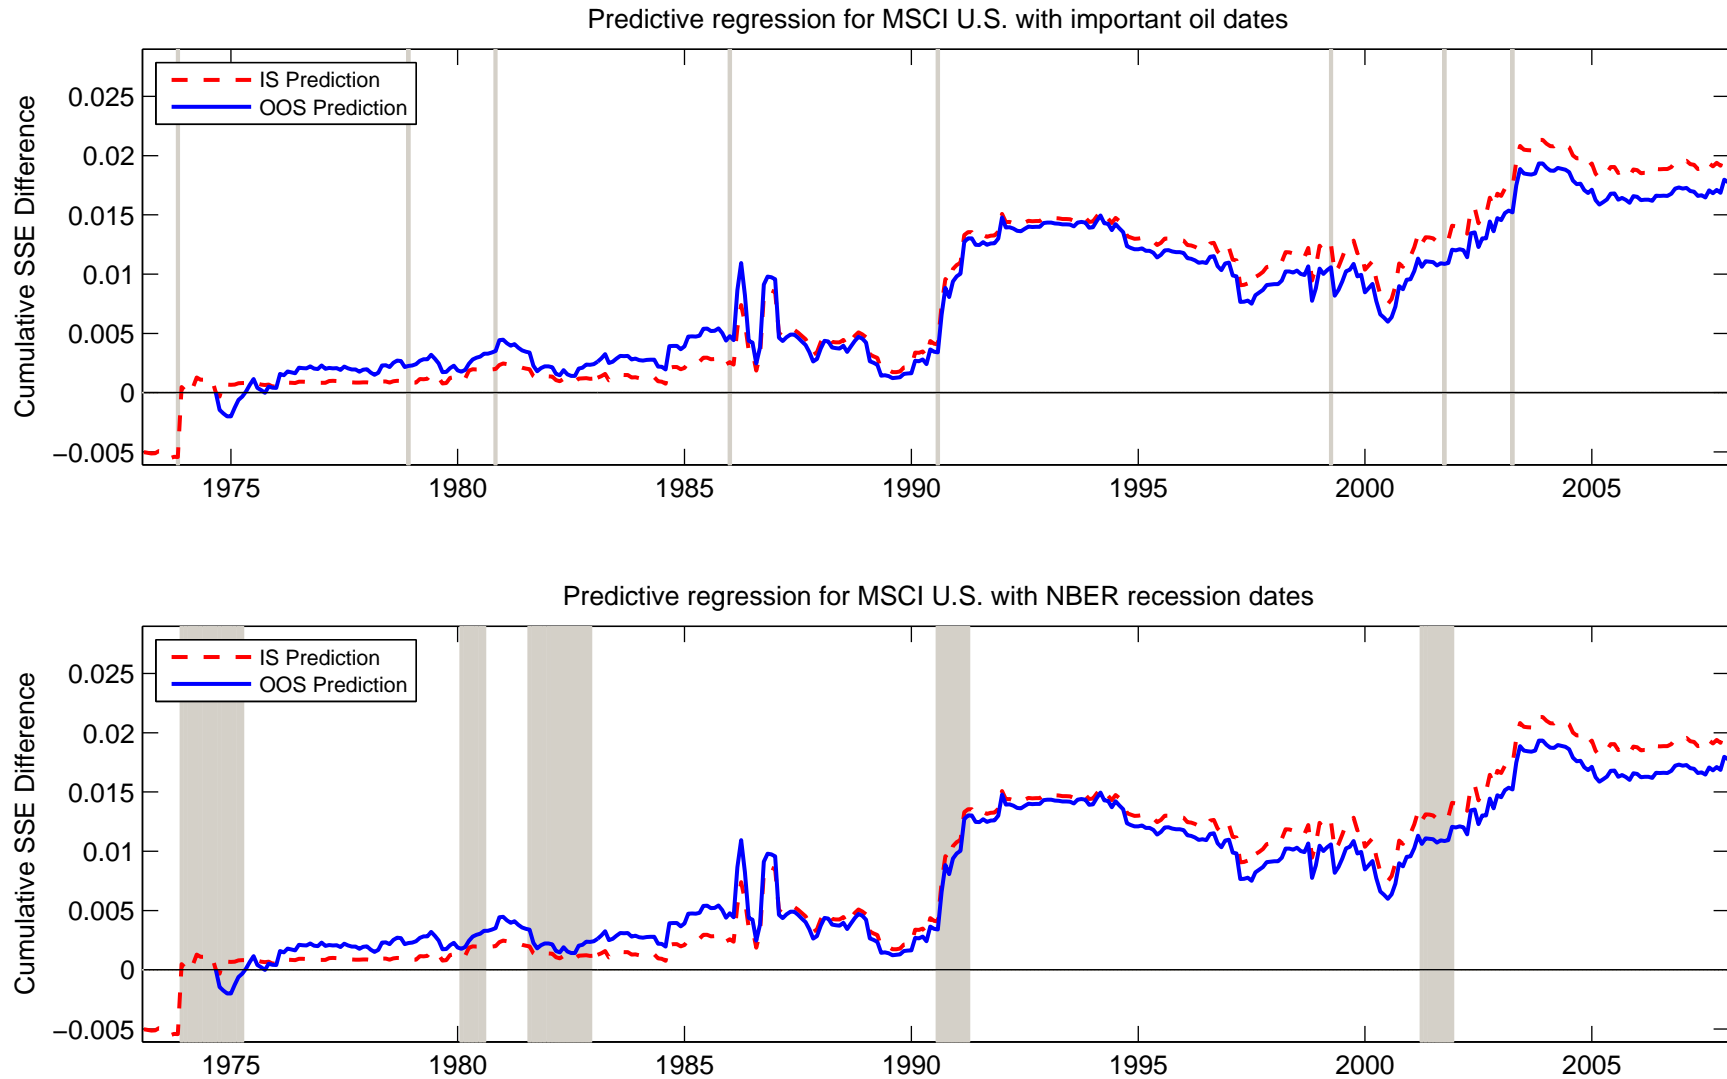 Predictive regression for MSCI U.S. with important oil dates
IS Prediction
OOS Prediction
Cumulative SSE Difference
0.025
0.02
0.015
0.01
0.005
0
−0.005
1975 1980 1985 1990 1995 2000 2005
Predictive regression for MSCI U.S. with NBER recession dates
IS Prediction
OOS Prediction
Cumulative SSE Difference
0.025
0.02
0.015
0.01
0.005
0
−0.005
1975 1980 1985 1990 1995 2000 2005